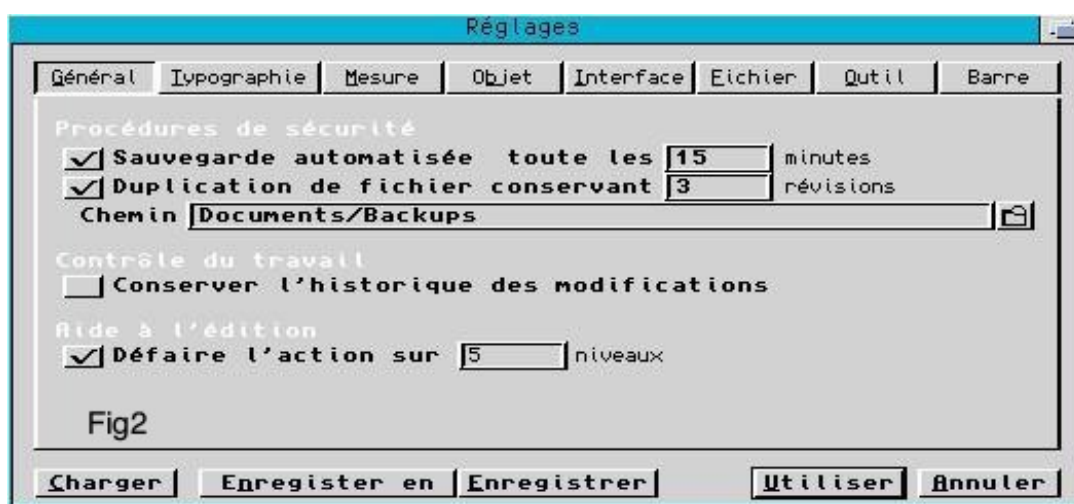 Réglages
Général Typographie Mesure Objet Interface Fichier Outil Barre
Procédures de sécurité
Sauvegarde automatisée toute les 15 minutes
Duplication de fichier conservant 3 révisions
Chemin Documents/Backups
Contrôle du travail
Conserver l'historique des modifications
Aide à l'édition
Défaire l'action sur 5 niveaux
Fig2
Charger Enregister en Enregistrer Utiliser Annuler